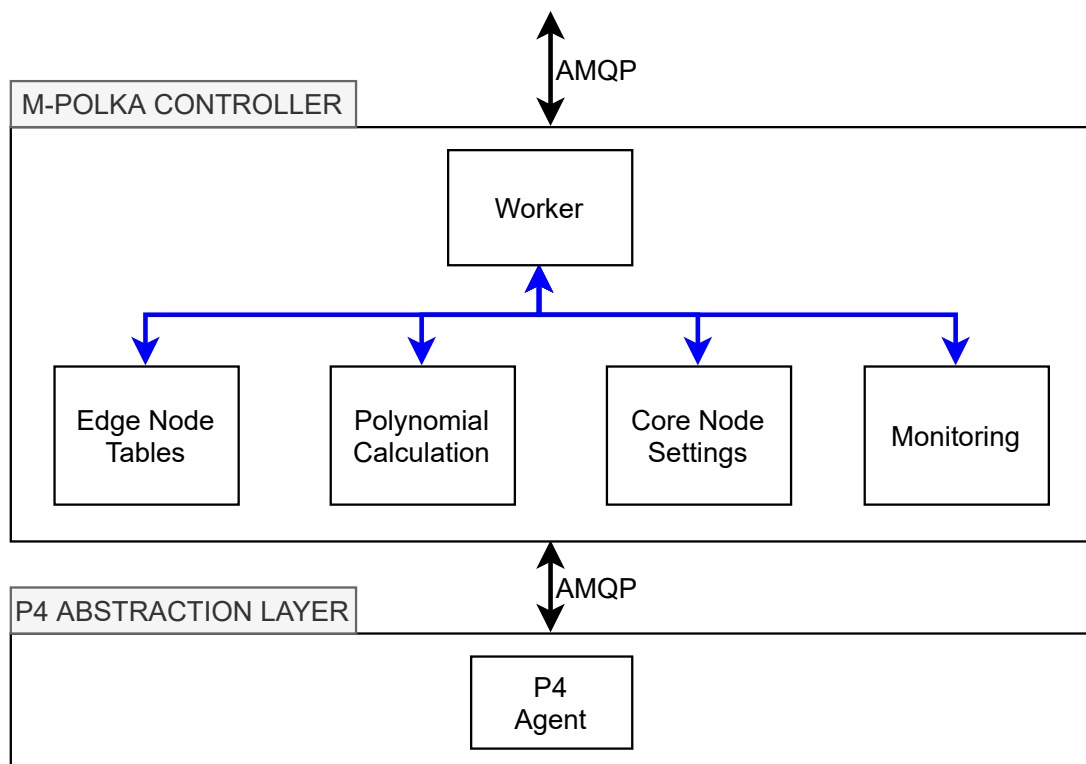 AMQP
M-POLKA CONTROLLER
Worker
Edge Node
Tables
Polynomial
Calculation
Core Node
Settings
Monitoring
AMQP
P4 ABSTRACTION LAYER
P4
Agent